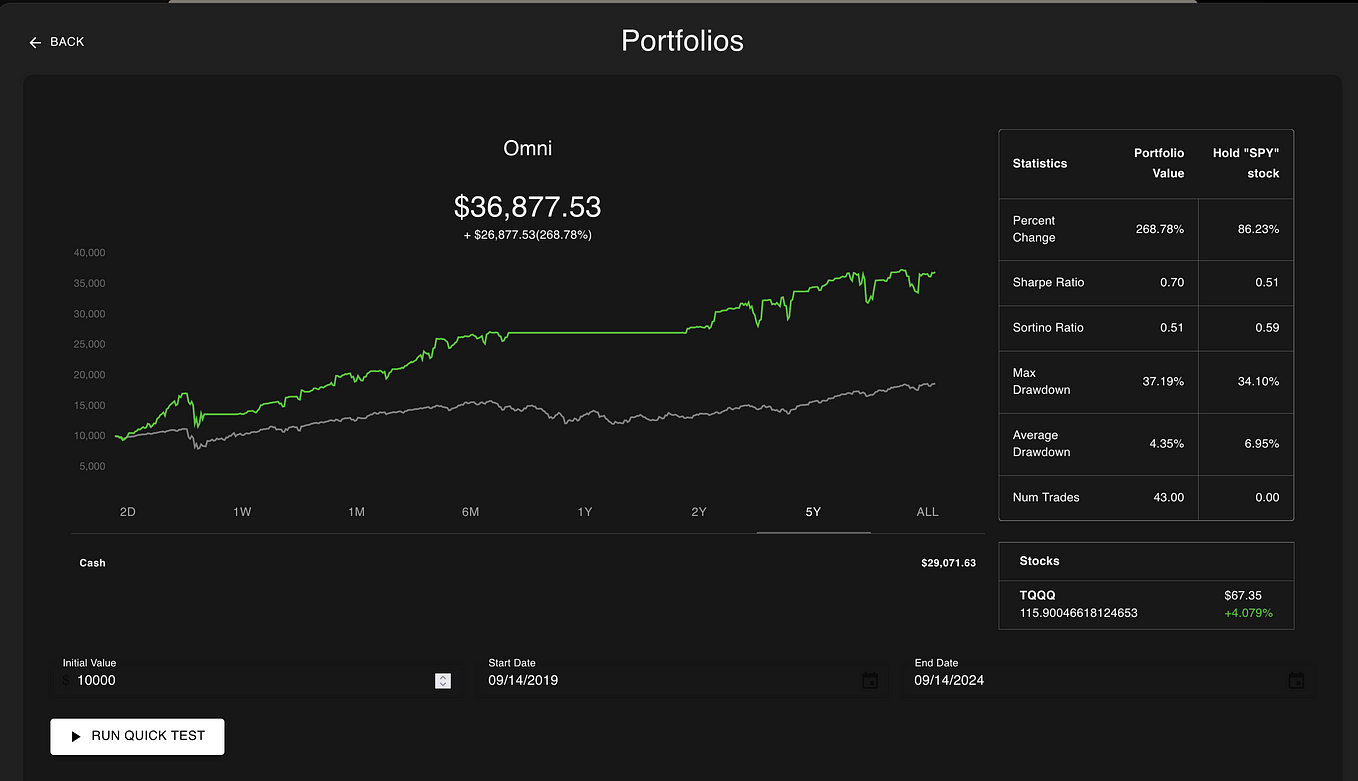 BACK
Portfolios
Omni
$36,877.53
+ $26,877.53(268.78%)
40,000
35,000
30,000
25,000
20,000
15,000
10,000
5,000
2D 1W 1M 6M 1Y 2Y 5Y ALL
Cash $29,071.63
Statistics Portfolio Value Hold "SPY" stock
Percent Change 268.78% 86.23%
Sharpe Ratio 0.70 0.51
Sortino Ratio 0.51 0.59
Max Drawdown 37.19% 34.10%
Average Drawdown 4.35% 6.95%
Num Trades 43.00 0.00
Stocks
TQQQ $67.35
115.90046618124653 +4.079%
Initial Value Start Date End Date
$ 10000 09/14/2019 09/14/2024
RUN QUICK TEST